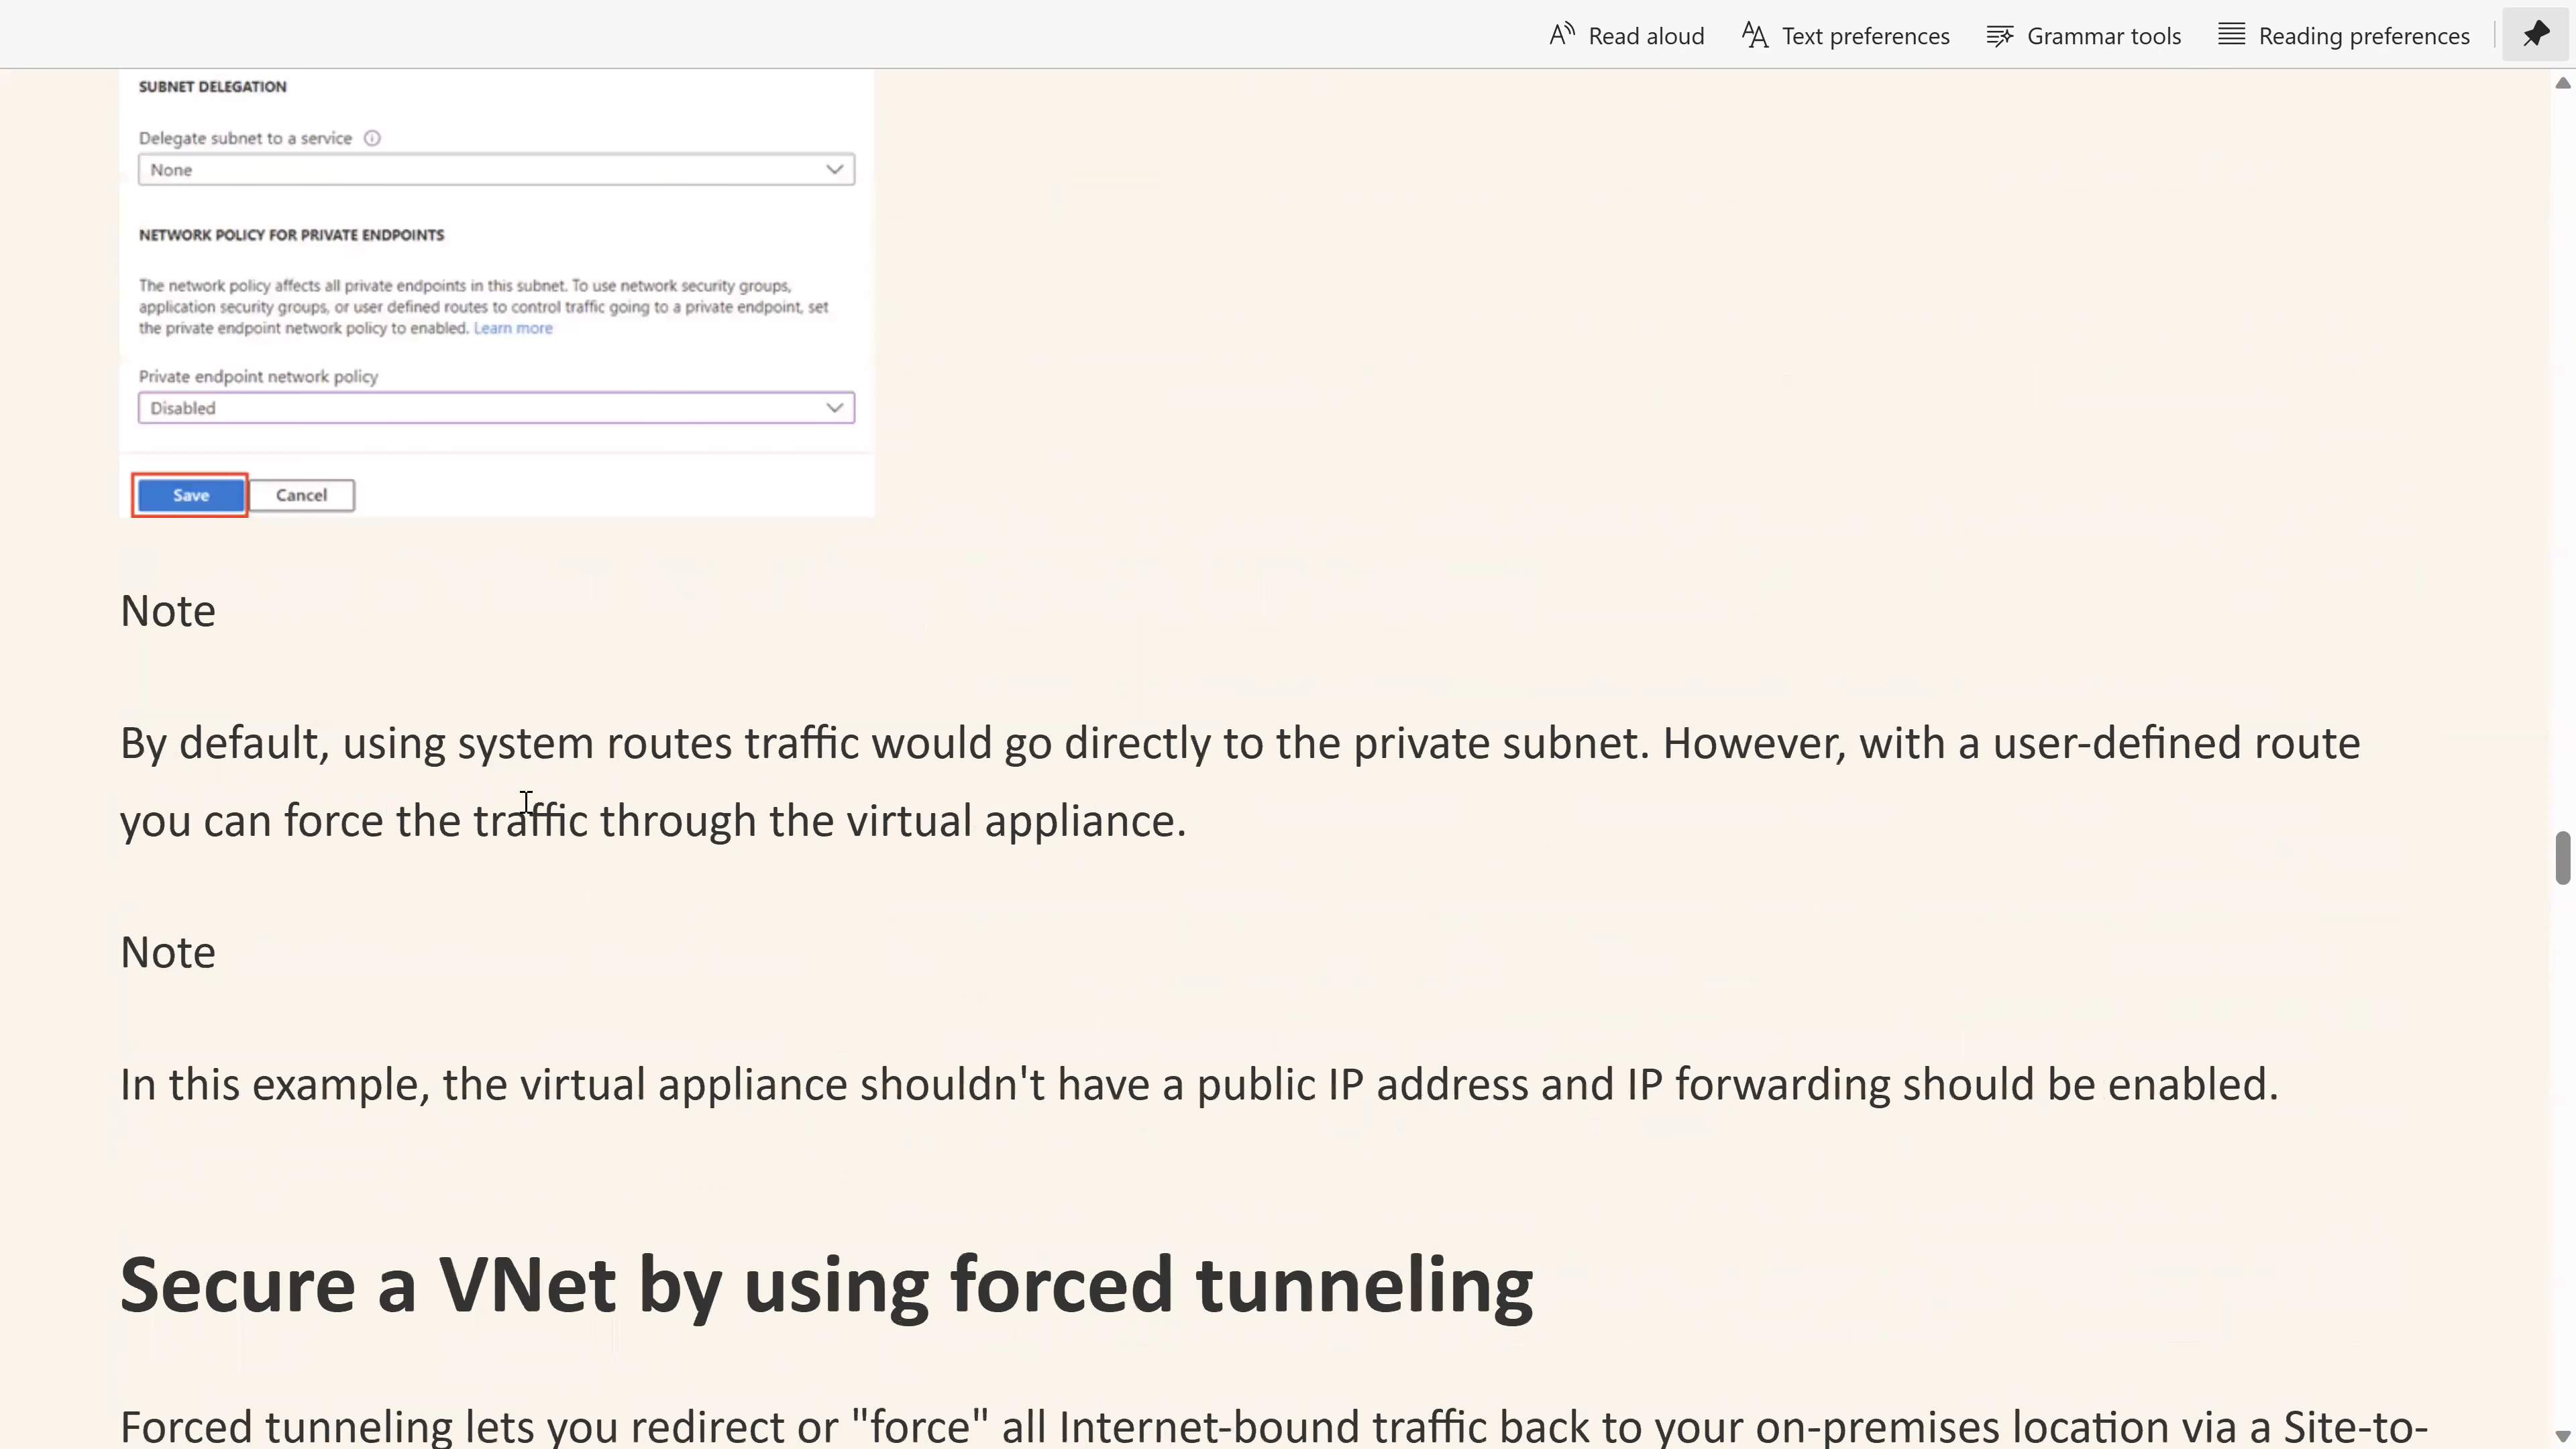 Read aloud
Text preferences
Grammar tools
Reading preferences
SUBNET DELEGATION
Delegate subnet to a service
None
NETWORK POLICY FOR PRIVATE ENDPOINTS
The network policy affects all private endpoints in this subnet. To use network security groups,
application security groups, or user defined routes to control traffic going to a private endpoint, set
the private endpoint network policy to enabled. Learn more
Private endpoint network policy
Disabled
Save
Cancel
Note
By default, using system routes traffic would go directly to the private subnet. However, with a user-defined route
you can force the traffic through the virtual appliance.
Note
In this example, the virtual appliance shouldn't have a public IP address and IP forwarding should be enabled.
Secure a VNet by using forced tunneling
Forced tunneling lets you redirect or "force" all Internet-bound traffic back to your on-premises location via a Site-to-